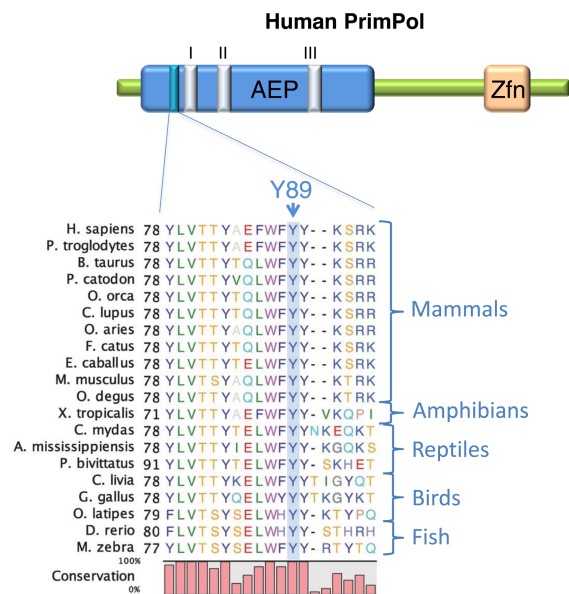 Human PrimPol
I II III
AEP Zfn
Y89
H. sapiens 78 YLVTTYAEFWFYY--KSRK
P. troglodytes 78 YLVTTYAEFWFYY--KSRK
B. taurus 78 YLVTTYTQLWFYY--KSRR
P. catodon 78 YLVTTYVQLWFYY--KSRR
O. orca 78 YLVTTYTQLWFYY--KSRR
C. lupus 78 YLVTTYTQLWFYY--KSRR
O. aries 78 YLVTTYAQLWFYY--KSRR
F. catus 78 YLVTTYTQLWFYY--KSRR
E. caballus 78 YLVTTYTELWFYY--KSRK
M. musculus 78 YLVTSYAELWFYY--KTRK
O. degus 78 YLVTTYAQLWFYY--KTRK
Mammals
X. tropicalis 71 YLVTTYAEFWFYY-VKQPI
Amphibians
C. mydas 78 YLVTTYTELWFYYNKEQKT
A. mississippiensis 78 YLVTTYIELWFYY-KGQKS
P. bivittatus 91 YLVTTYTELWFYY-SKHET
Reptiles
C. livia 78 YLVTTYKELWFYYTIGYQT
G. gallus 78 YLVTTYQELWYYYTKGYKT
Birds
O. latipes 79 FLVTSYSELWHYY-KTYPQ
D. rerio 80 FLVTSYSELWHYY-STHRH
M. zebra 77 YLVTSYSELWFYY-RTYTQ
Fish
100%
Conservation
0%